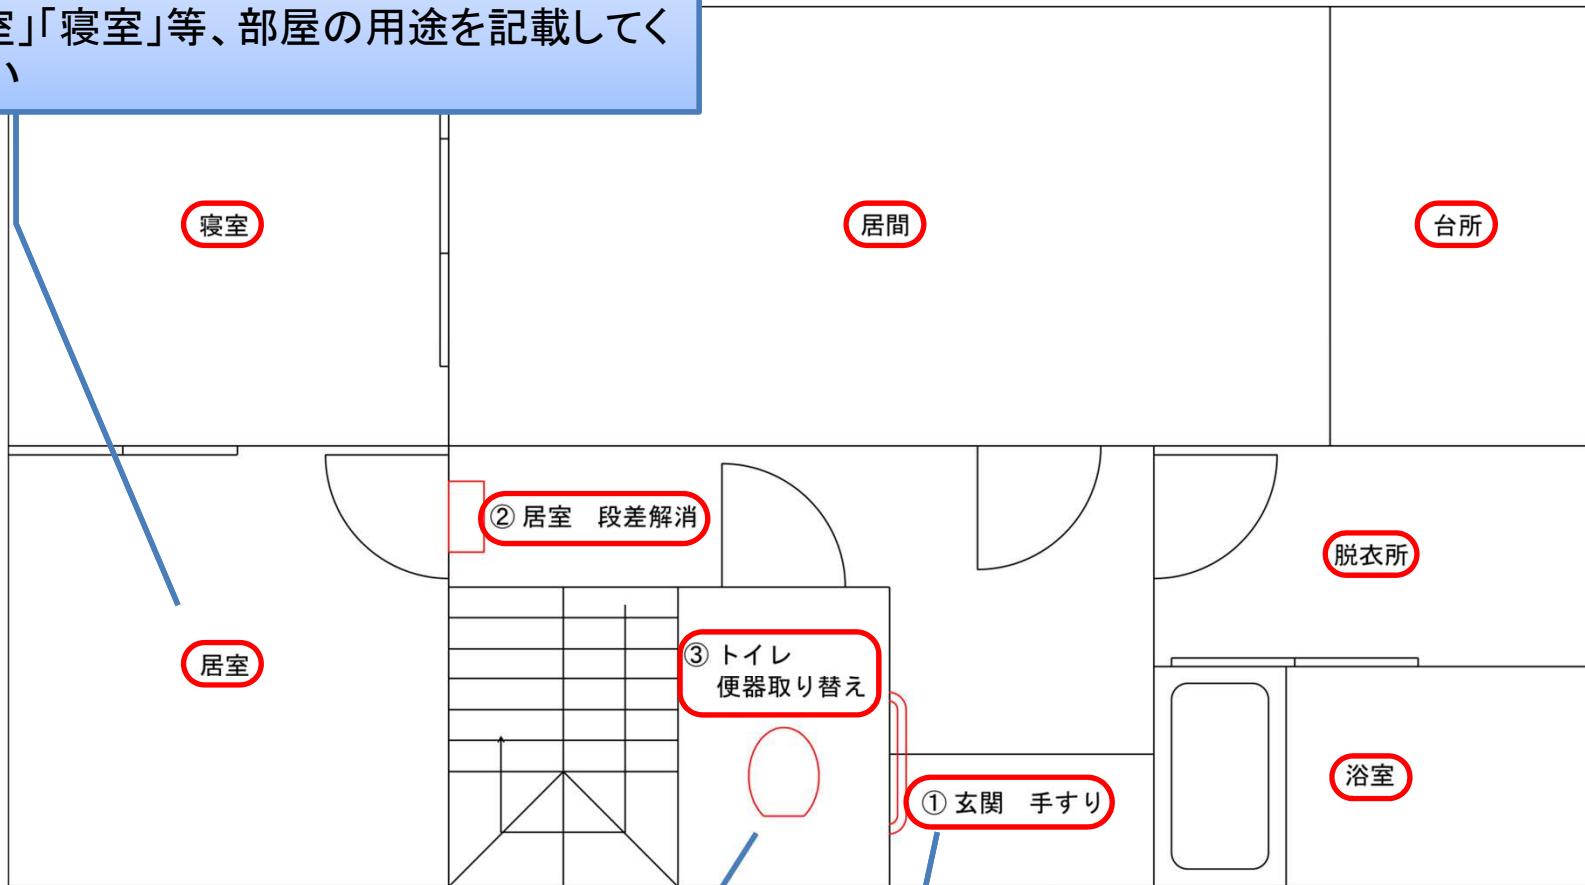 室」「寝室」等、部屋の用途を記載してく
い
寝室
居間
台所
② 居室　段差解消
脱衣所
③ トイレ
便器取り替え
居室
① 玄関　手すり
浴室